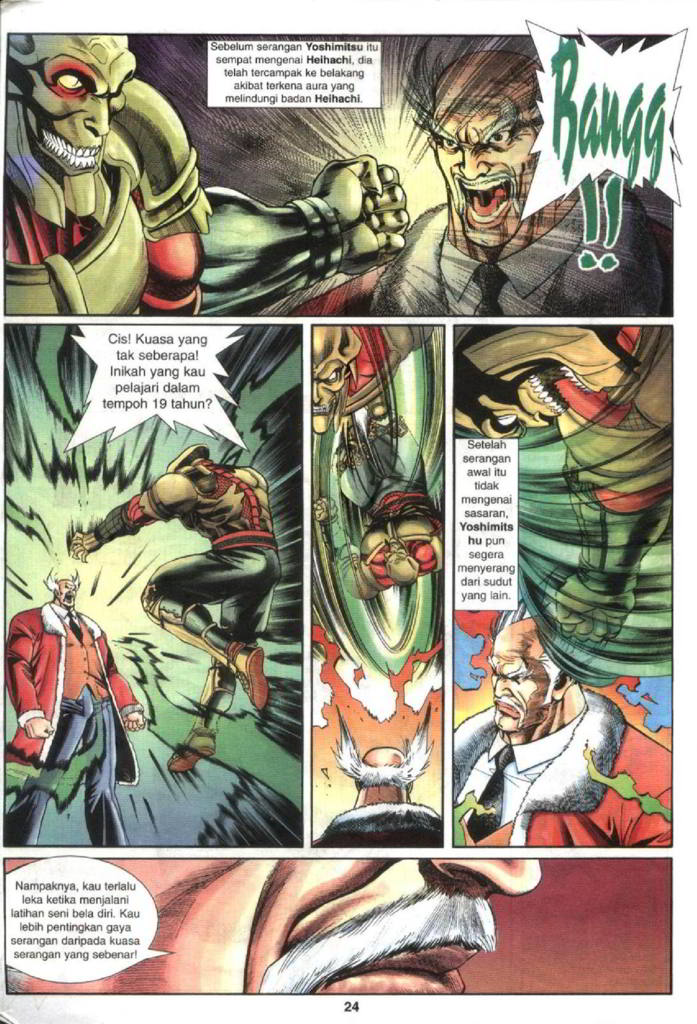 Sebelum serangan Yoshimitsu itu
sempat mengenai Heihachi, dia
telah tercampak ke belakang
akibat terkena aura yang
melindungi badan Heihachi.
Bangg
!!
Cis! Kuasa yang
tak seberapa!
Inikah yang kau
pelajari dalam
tempoh 19 tahun?
Setelah
serangan
awal itu
tidak
mengenai
sasaran,
Yoshimits
hu pun
segera
menyerang
dari sudut
yang lain.
Nampaknya, kau terlalu
leka ketika menjalani
latihan seni bela diri. Kau
lebih pentingkan gaya
serangan daripada kuasa
serangan yang sebenar!
24